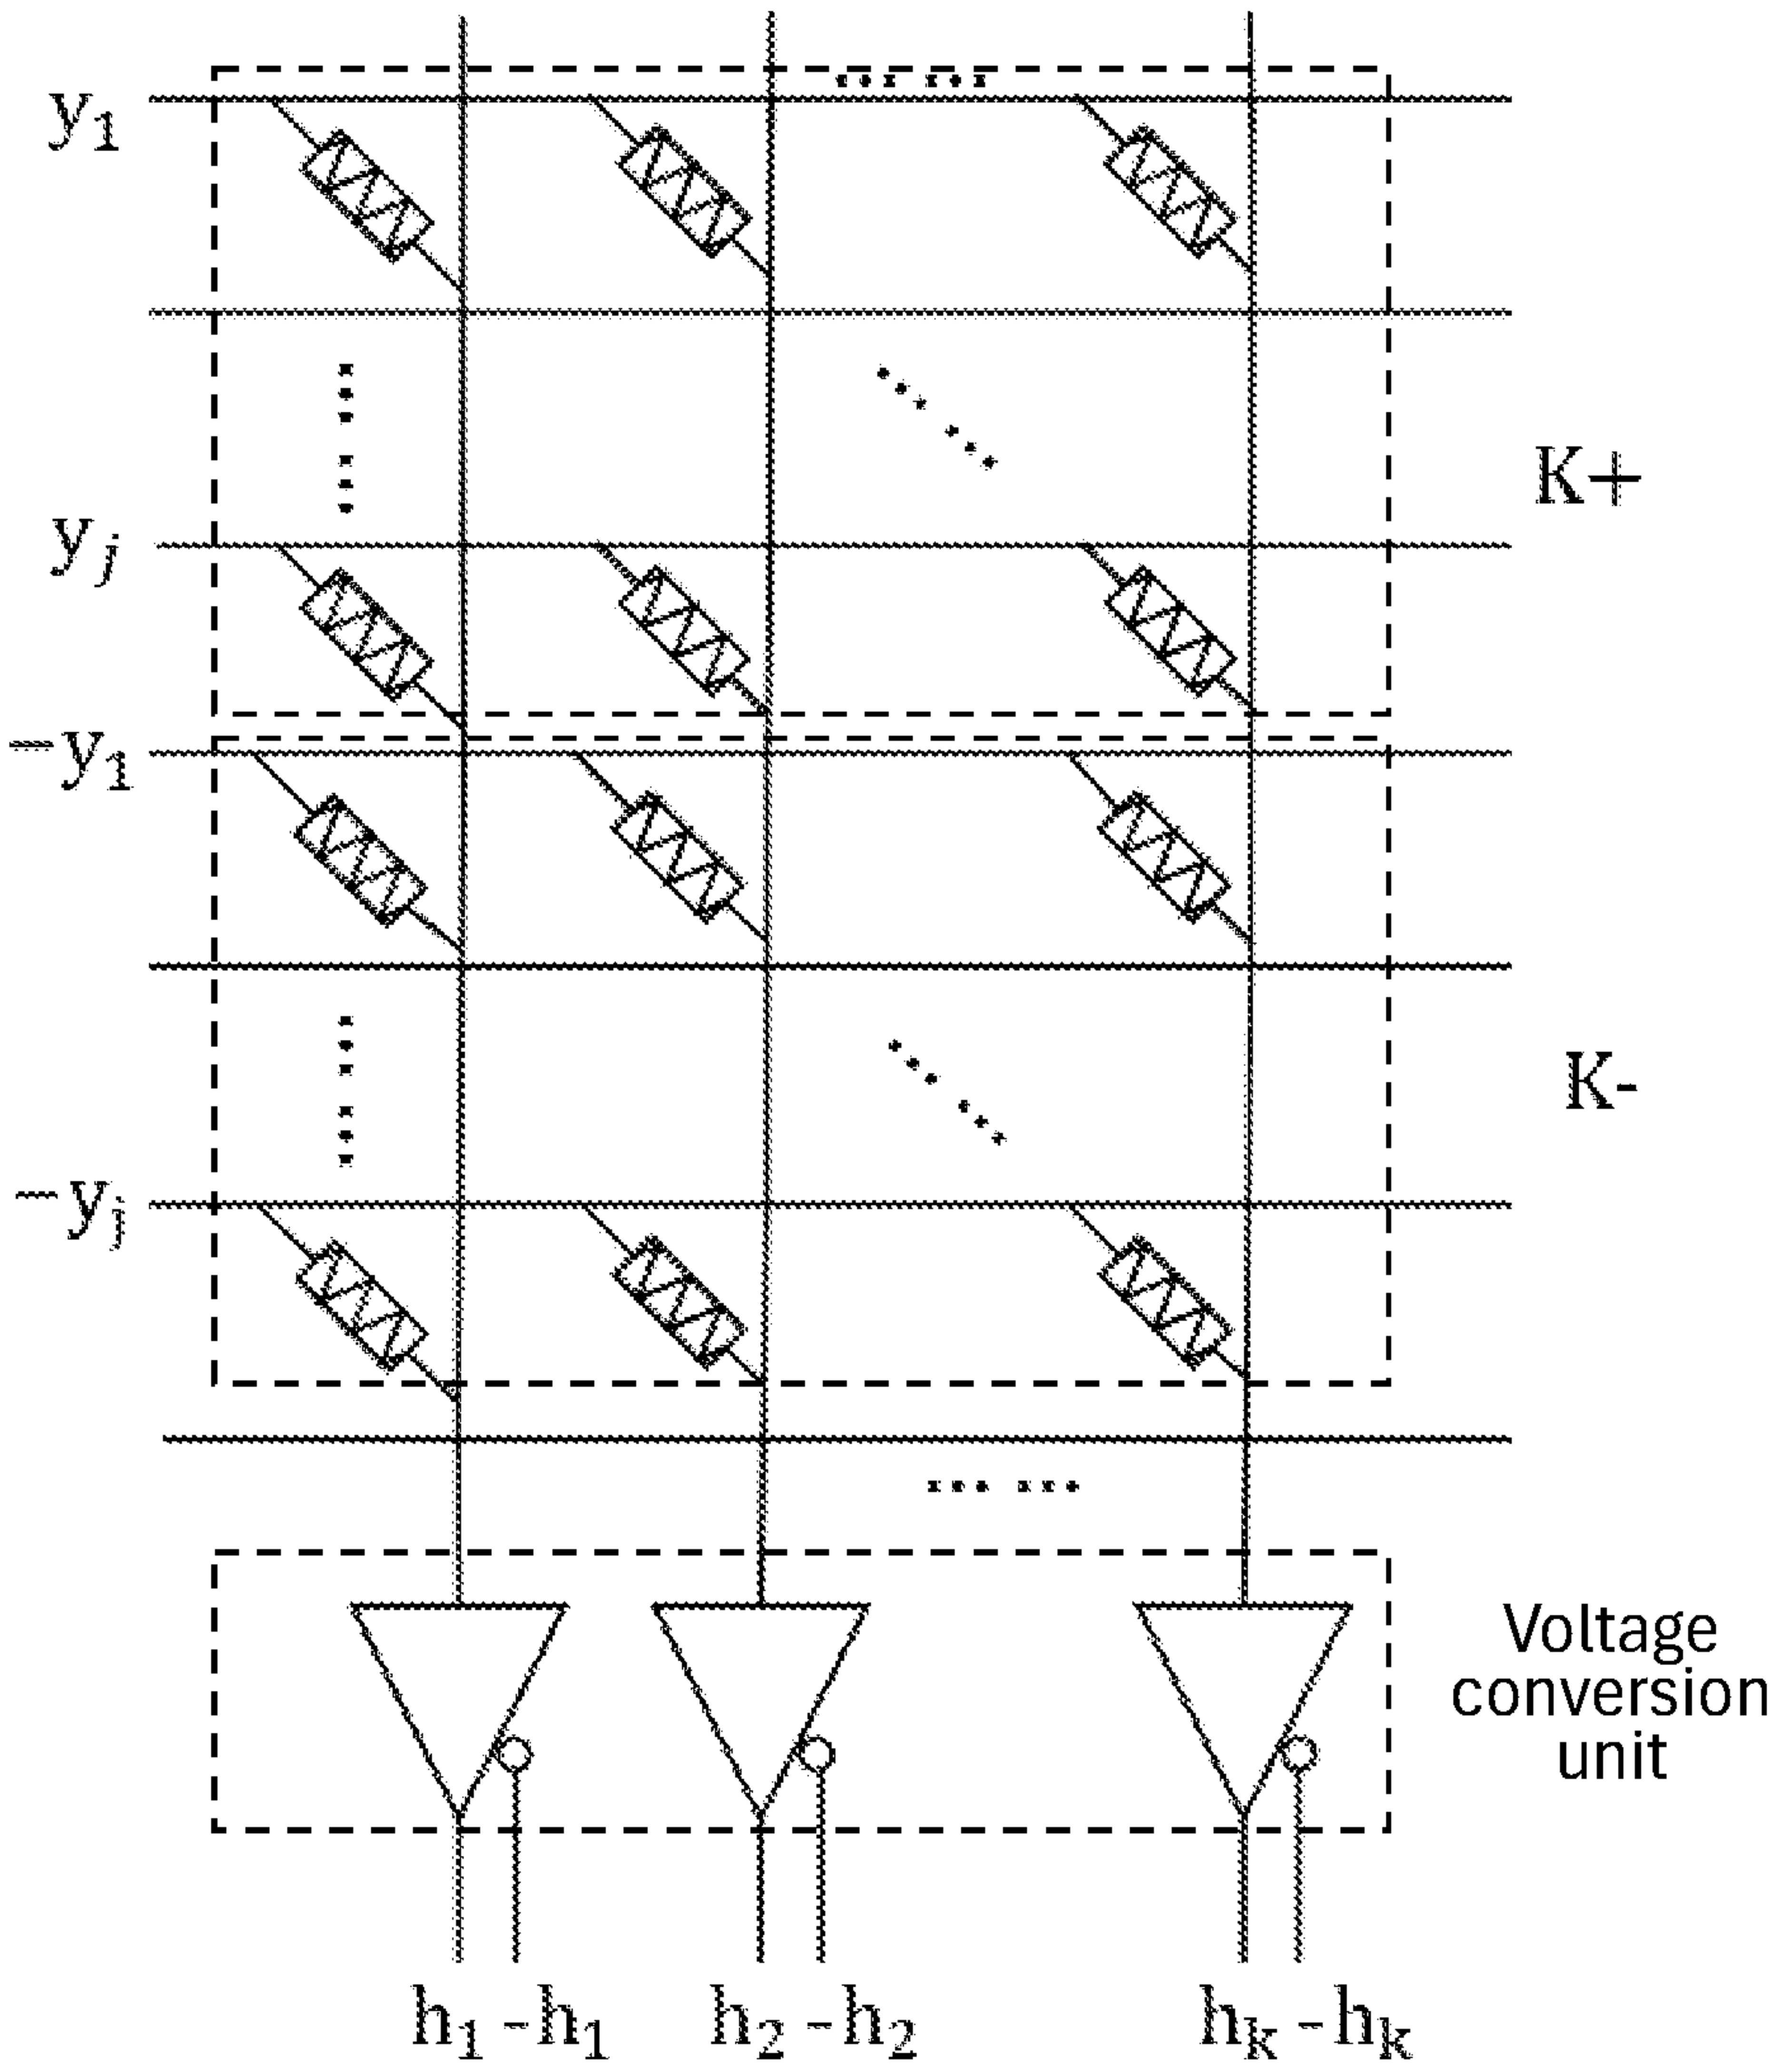 y₁
K+
yⱼ
-y₁
K-
-yⱼ
Voltage
conversion
unit
h₁ -h₁ h₂ -h₂ hₖ -hₖ